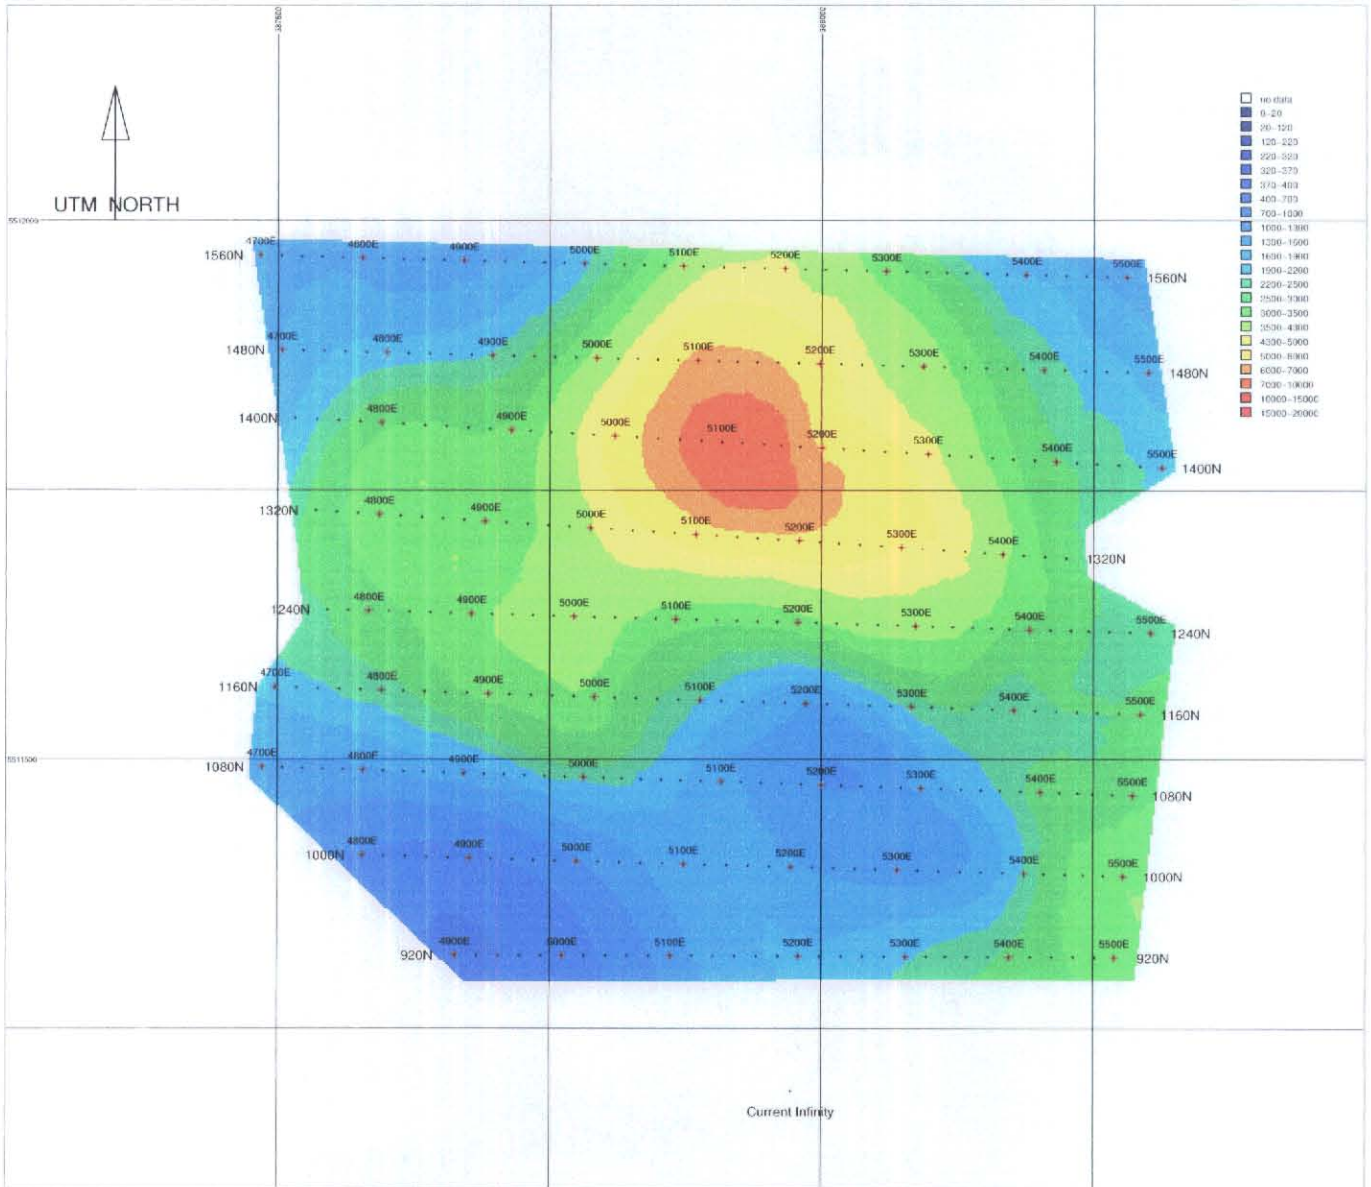 no data
0-20
20-120
120-220
220-320
320-370
370-400
400-700
700-1000
1000-1300
1300-1600
1600-1900
1900-2200
2200-2500
2500-3000
3000-3500
3500-4300
4300-5000
5000-6000
6000-7000
7000-10000
10000-15000
15000-20000
UTM NORTH
5512000
1560N 4700E 4800E 4900E 5000E 5100E 5200E 5300E 5400E 5500E 1560N
1480N 4700E 4800E 4900E 5000E 5100E 5200E 5300E 5400E 5500E 1480N
1400N 4800E 4900E 5000E 5100E 5200E 5300E 5400E 5500E 1400N
1320N 4800E 4900E 5000E 5100E 5200E 5300E 5400E 1320N
1240N 4800E 4900E 5000E 5100E 5200E 5300E 5400E 5500E 1240N
1160N 4700E 4800E 4900E 5000E 5100E 5200E 5300E 5400E 5500E 1160N
5511500
1080N 4700E 4800E 4900E 5000E 5100E 5200E 5300E 5400E 5500E 1080N
1000N 4800E 4900E 5000E 5100E 5200E 5300E 5400E 5500E 1000N
920N 4900E 5000E 5100E 5200E 5300E 5400E 5500E 920N
Current Infinity